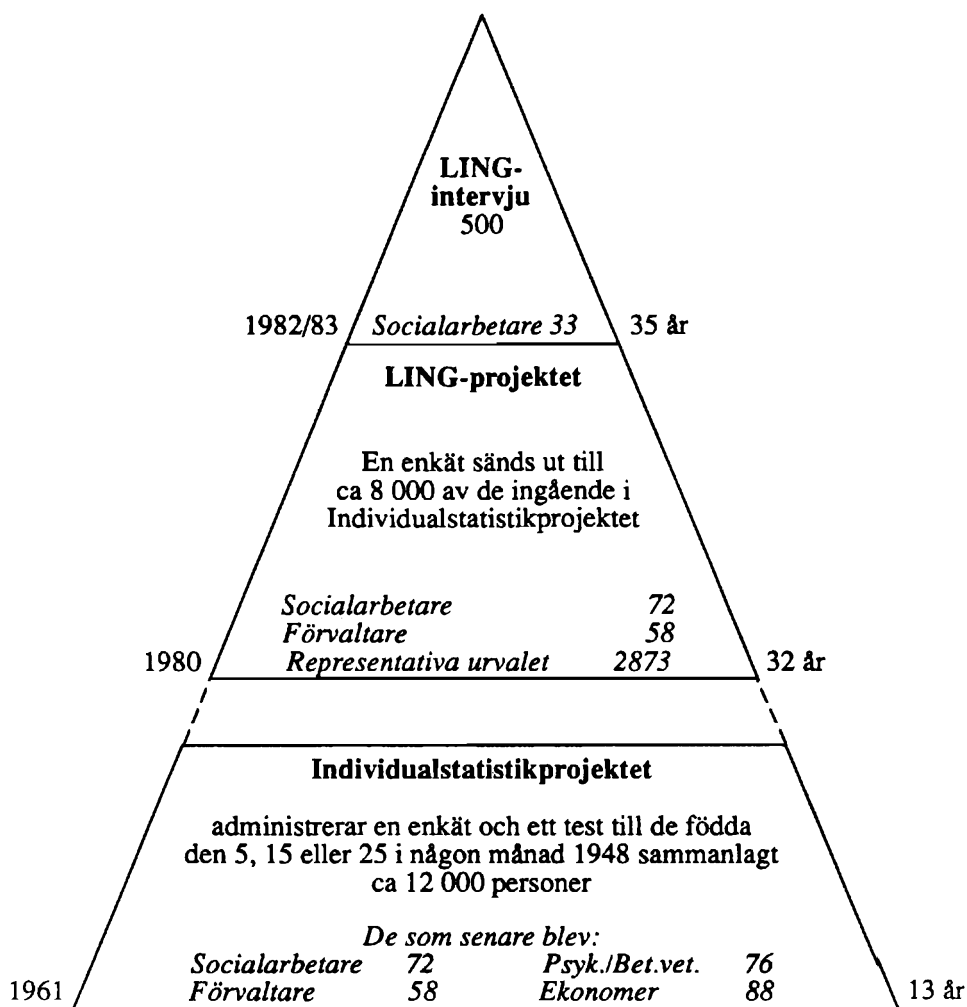 LING-
intervju
500
1982/83 Socialarbetare 33 35 år
LING-projektet
En enkät sänds ut till
ca 8 000 av de ingående i
Individualstatistikprojektet
Socialarbetare 72
Förvaltare 58
1980 Representativa urvalet 2873 32 år
Individualstatistikprojektet
administrerar en enkät och ett test till de födda
den 5, 15 eller 25 i någon månad 1948 sammanlagt
ca 12 000 personer
De som senare blev:
Socialarbetare 72 Psyk./Bet.vet. 76
1961 Förvaltare 58 Ekonomer 88 13 år